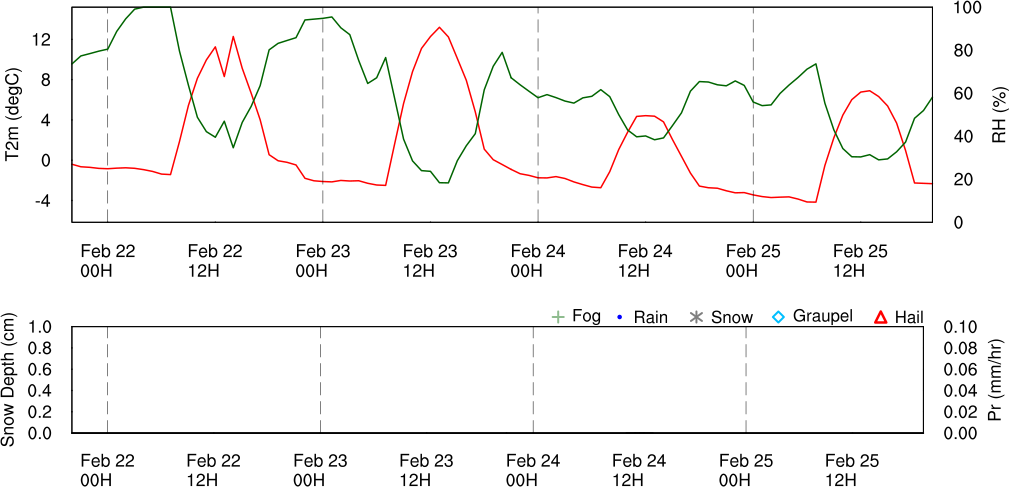 T2m (degC)
12
8
4
0
-4
100
80
60
40
20
0
RH (%)
Feb 22 Feb 22 Feb 23 Feb 23 Feb 24 Feb 24 Feb 25 Feb 25
00H 12H 00H 12H 00H 12H 00H 12H
Fog Rain Snow Graupel Hail
Snow Depth (cm)
1.0
0.8
0.6
0.4
0.2
0.0
0.10
0.08
0.06
0.04
0.02
0.00
Pr (mm/hr)
Feb 22 Feb 22 Feb 23 Feb 23 Feb 24 Feb 24 Feb 25 Feb 25
00H 12H 00H 12H 00H 12H 00H 12H